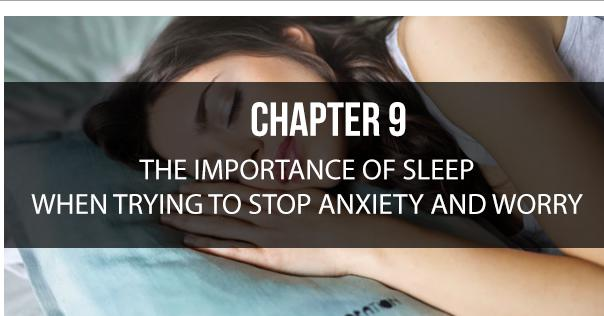 CHAPTER 9
THE IMPORTANCE OF SLEEP
WHEN TRYING TO STOP ANXIETY AND WORRY